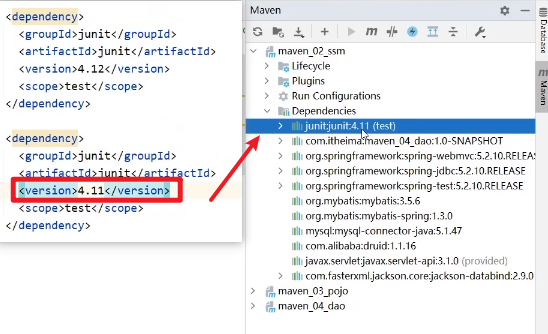 <dependency>
<groupId>junit</groupId>
<artifactId>junit</artifactId>
<version>4.12</version>
<scope>test</scope>
</dependency>
<dependency>
<groupId>junit</groupId>
<artifactId>junit</artifactId>
<version>4.11</version>
<scope>test</scope>
</dependency>
Maven
maven_02_ssm
Lifecycle
Plugins
Run Configurations
Dependencies
junit:junit:4.11 (test)
com.itheima:maven_04_dao:1.0-SNAPSHOT
org.springframework:spring-webmvc:5.2.10.RELEASE
org.springframework:spring-jdbc:5.2.10.RELEASE
org.springframework:spring-test:5.2.10.RELEASE
org.mybatis:mybatis:3.5.6
org.mybatis:mybatis-spring:1.3.0
mysql:mysql-connector-java:5.1.47
com.alibaba:druid:1.1.16
javax.servlet:javax.servlet-api:3.1.0 (provided)
com.fasterxml.jackson.core:jackson-databind:2.9.0
maven_03_pojo
maven_04_dao
Database
Maven